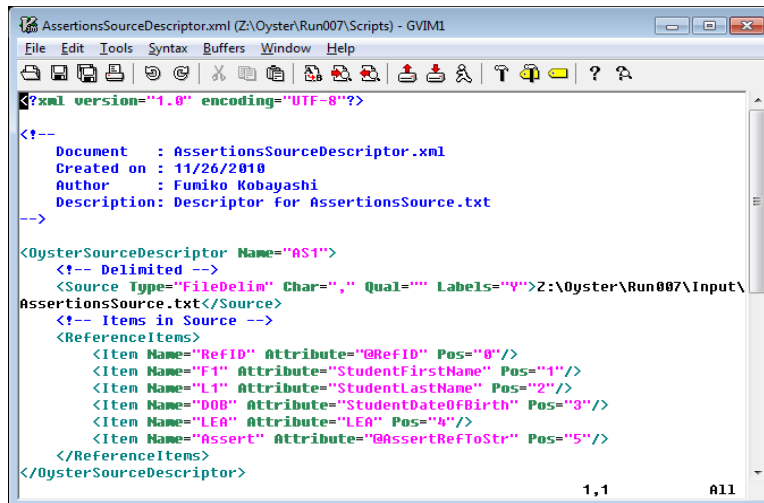 AssertionsSourceDescriptor.xml (Z:\Oyster\Run007\Scripts) - GVIM1
File Edit Tools Syntax Buffers Window Help
<?xml version="1.0" encoding="UTF-8"?>
<!--
Document : AssertionsSourceDescriptor.xml
Created on : 11/26/2010
Author : Fumiko Kobayashi
Description: Descriptor for AssertionsSource.txt
-->
<OysterSourceDescriptor Name="AS1">
<!-- Delimited -->
<Source Type="FileDelim" Char="," Qual="" Labels="Y">Z:\Oyster\Run007\Input\
AssertionsSource.txt</Source>
<!-- Items in Source -->
<ReferenceItems>
<Item Name="RefID" Attribute="@RefID" Pos="0"/>
<Item Name="F1" Attribute="StudentFirstName" Pos="1"/>
<Item Name="L1" Attribute="StudentLastName" Pos="2"/>
<Item Name="DOB" Attribute="StudentDateOfBirth" Pos="3"/>
<Item Name="LEA" Attribute="LEA" Pos="4"/>
<Item Name="Assert" Attribute="@AssertRefToStr" Pos="5"/>
</ReferenceItems>
</OysterSourceDescriptor>
1,1 All